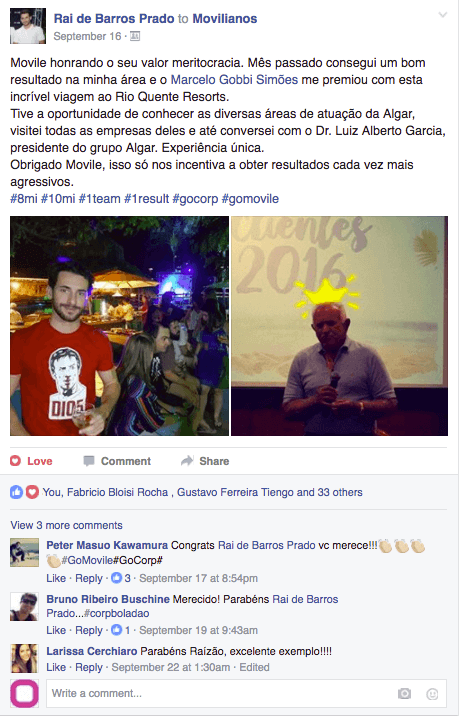 Rai de Barros Prado to Movilianos
September 16 ·
Movile honrando o seu valor meritocracia. Mês passado consegui um bom
resultado na minha área e o Marcelo Gobbi Simões me premiou com esta
incrível viagem ao Rio Quente Resorts.
Tive a oportunidade de conhecer as diversas áreas de atuação da Algar,
visitei todas as empresas deles e até conversei com o Dr. Luiz Alberto Garcia,
presidente do grupo Algar. Experiência única.
Obrigado Movile, isso só nos incentiva a obter resultados cada vez mais
agressivos.
#8mi #10mi #1team #1result #gocorp #gomovile
DIOS
2016
Love Comment Share
You, Fabricio Bloisi Rocha , Gustavo Ferreira Tiengo and 33 others
View 3 more comments
Peter Masuo Kawamura Congrats Rai de Barros Prado vc merece!!!👏🏻👏🏻👏🏻
👏🏻#GoMovile#GoCorp#
Like · Reply · 3 · September 17 at 8:54pm
Bruno Ribeiro Buschine Merecido! Parabéns Rai de Barros
Prado...#corpboladao
Like · Reply · 1 · September 19 at 9:43am
Larissa Cerchiaro Parabéns Raízão, excelente exemplo!!!!
Like · Reply · September 22 at 1:30am · Edited
Write a comment...